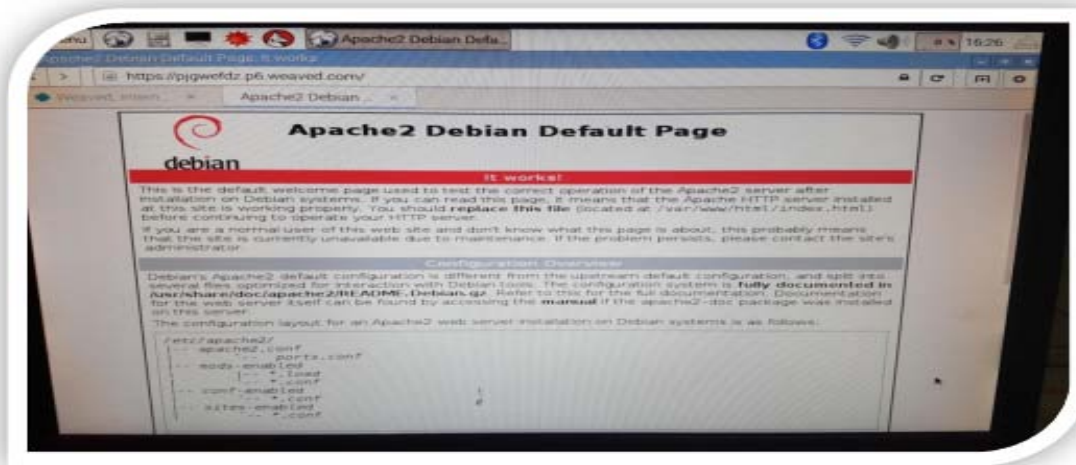 Menu
Apache2 Debian Defa...
16:26
Apache2 Debian Default Page: It works
https://pjgwefdz.p6.weaved.com/
Weaved,
Apache2 Debian ...
debian
Apache2 Debian Default Page
It works!
This is the default welcome page used to test the correct operation of the Apache2 server after
installation on Debian systems. If you can read this page, it means that the Apache HTTP server installed
at this site is working properly. You should replace this file (located at /var/www/html/index.html)
before continuing to operate your HTTP server.
If you are a normal user of this web site and don't know what this page is about, this probably means
that the site is currently unavailable due to maintenance. If the problem persists, please contact the site's
administrator.
Configuration Overview
Debian's Apache2 default configuration is different from the upstream default configuration, and split into
several files optimized for interaction with Debian tools. The configuration system is fully documented in
/usr/share/doc/apache2/README.Debian.gz. Refer to this for the full documentation. Documentation
for the web server itself can be found by accessing the manual if the apache2-doc package was installed
on this server.
The configuration layout for an Apache2 web server installation on Debian systems is as follows:
/etc/apache2/
|-- apache2.conf
|       `-- ports.conf
|-- mods-enabled
|       |-- *.load
|       `-- *.conf
|-- conf-enabled
|       `-- *.conf
|-- sites-enabled
|       `-- *.conf